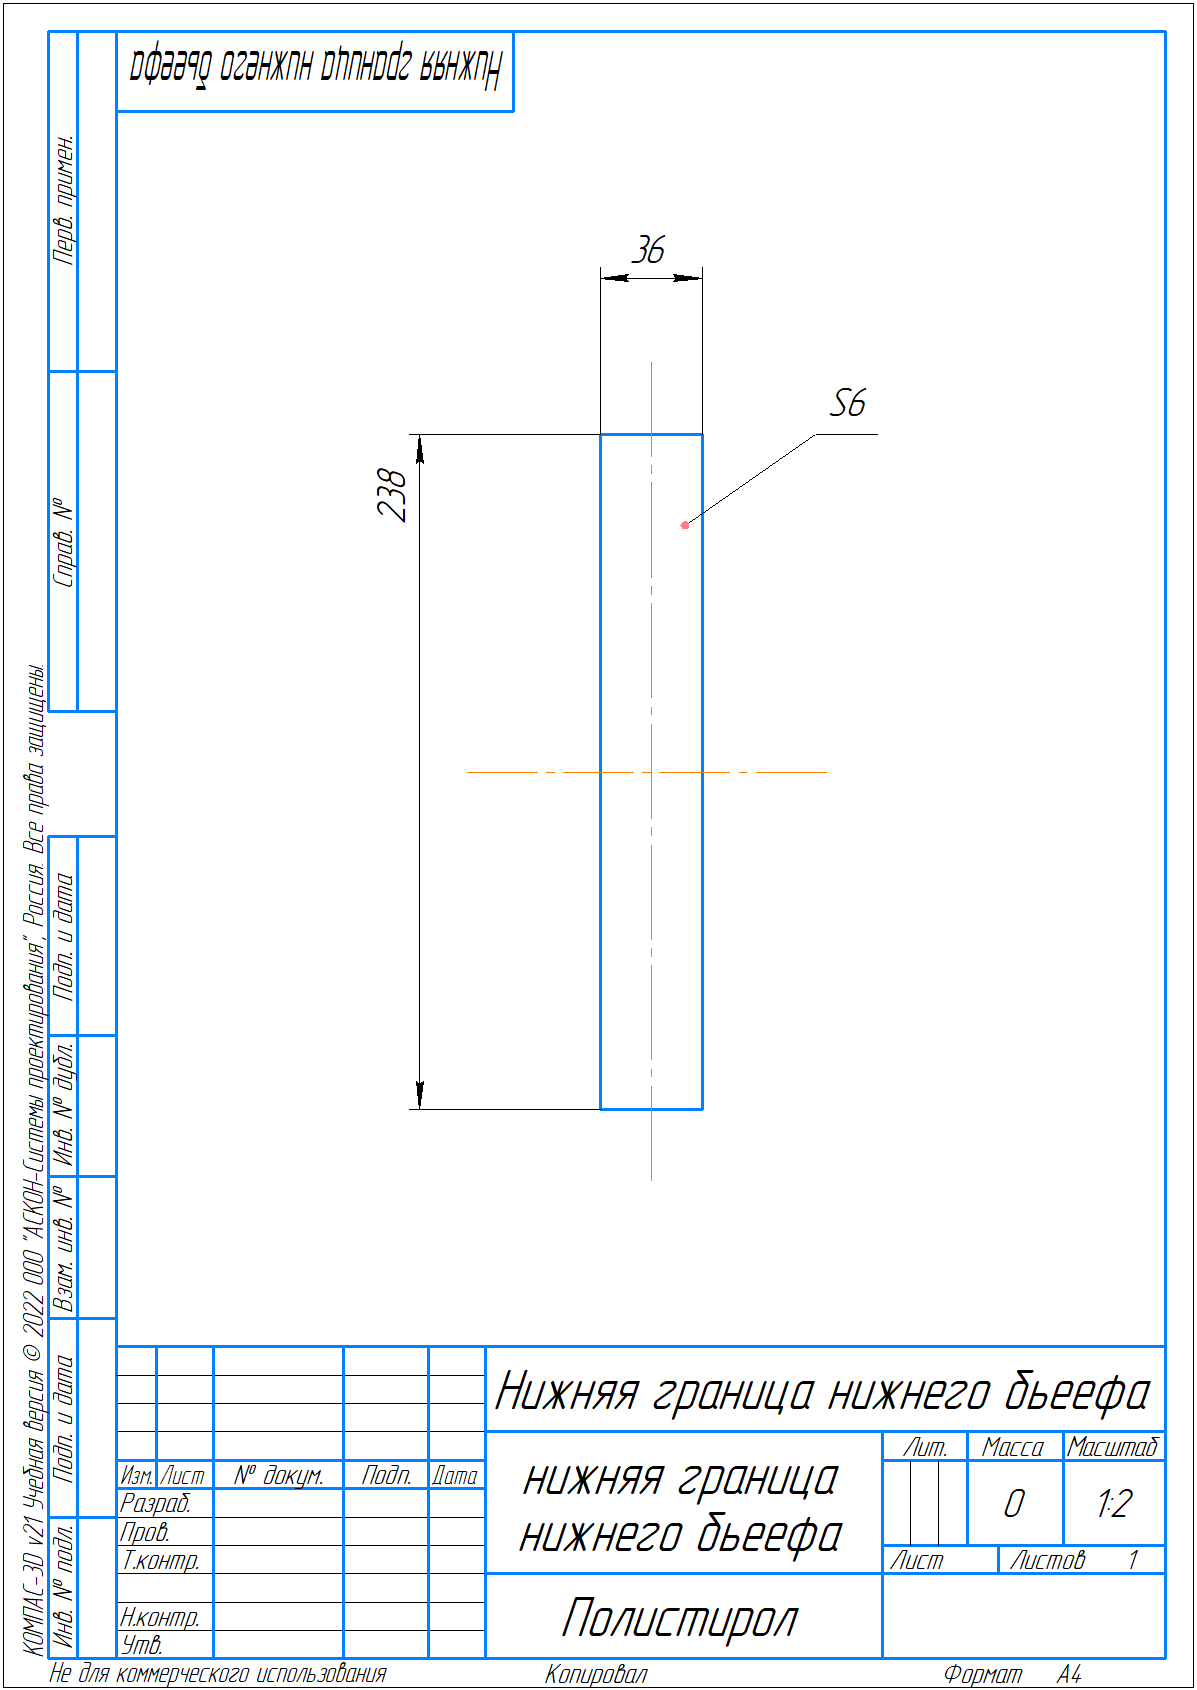 Нижняя граница нижнего бьеефа
Перв. примен.
Справ. №
36
S6
238
КОМПАС-3D v21 Учебная версия © 2022 ООО "АСКОН-Системы проектирования", Россия. Все права защищены.
Подп. и дата
Инв. № дубл.
Взам. инв. №
Подп. и дата
Инв. № подл.
Нижняя граница нижнего бьеефа
Изм. Лист № докум. Подп. Дата
Разраб.
Пров.
Т.контр.
Н.контр.
Утв.
нижняя граница
нижнего бьеефа
Лит. Масса Масштаб
0 1:2
Лист Листов 1
Полистирол
Не для коммерческого использования Копировал Формат А4